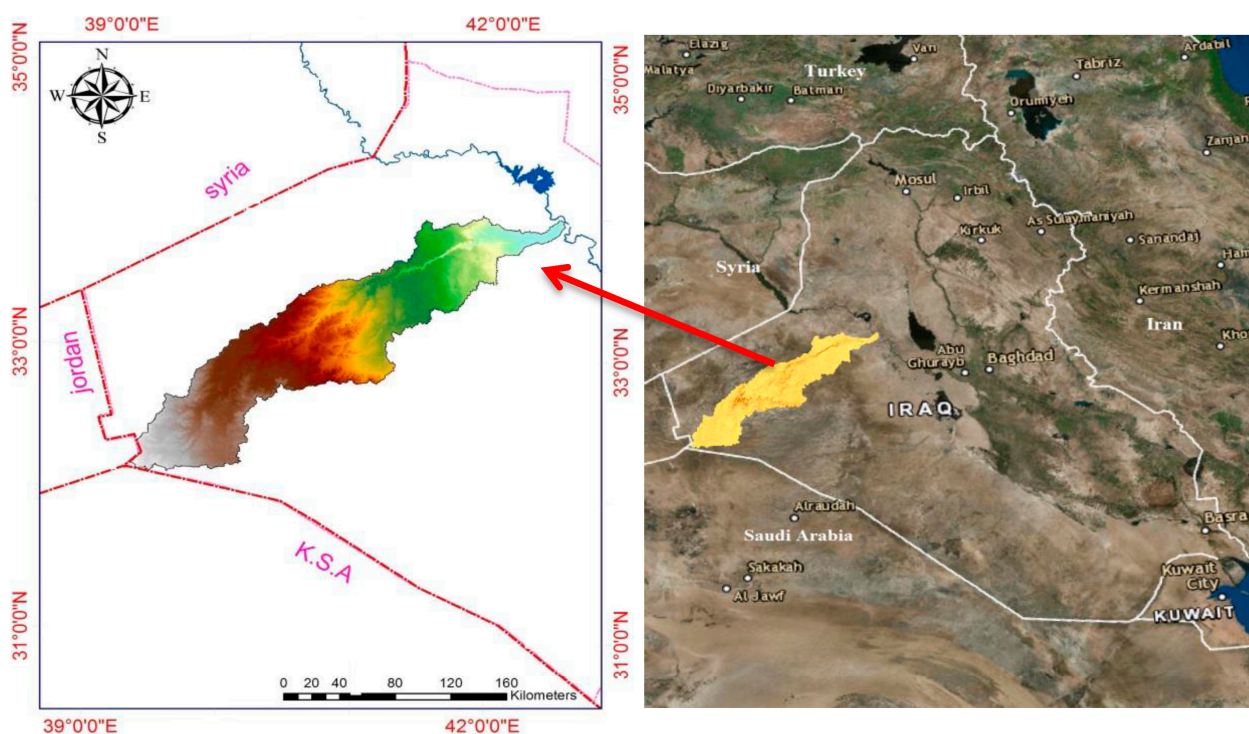 39°0'0"E
42°0'0"E
35°0'0"N
35°0'0"N
N
W
E
S
syria
jordan
33°0'0"N
33°0'0"N
K.S.A
31°0'0"N
31°0'0"N
0 20 40 80 120 160
Kilometers
39°0'0"E
42°0'0"E
Elazig
Van
Ardabil
Malatya
Turkey
Tabriz
Diyarbakir
Batman
Orumiyeh
Zanjan
Mosul
Irbil
As Sulaymaniyah
Kirkuk
Sanandaj
Ham
Syria
Kermanshah
Iran
Kho
Abu
Ghurayb
Baghdad
IRAQ
Alraudah
Basra
Saudi Arabia
Sakakah
Al Jawf
Kuwait
City
KUWAIT